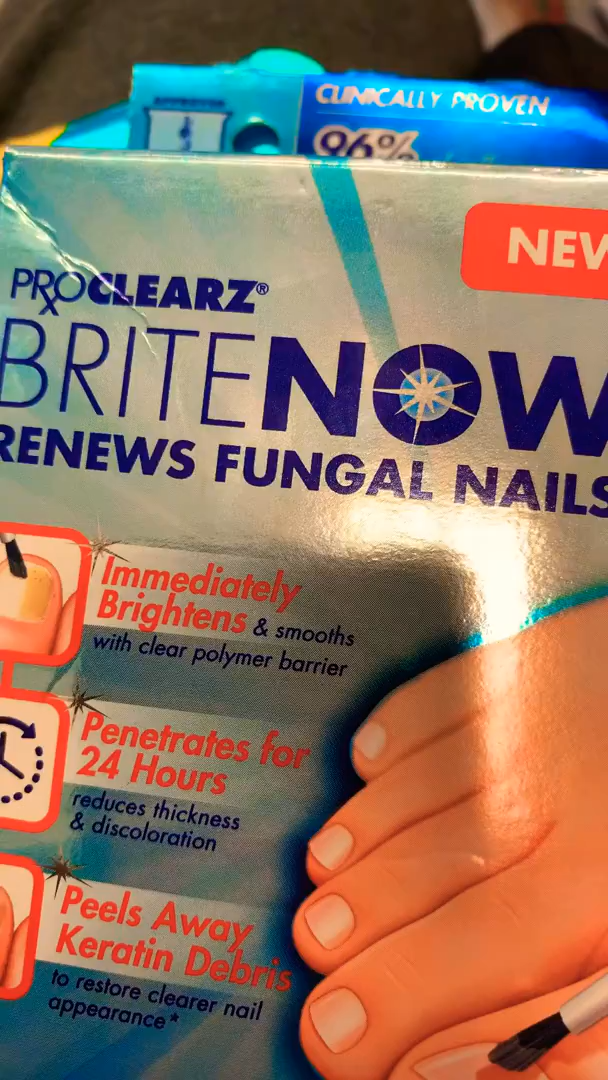 CLINICALLY PROVEN
96%
PROCLEARZ®
BRITENOW
RENEWS FUNGAL NAILS
Immediately
Brightens & smooths
with clear polymer barrier
Penetrates for
24 Hours
reduces thickness
& discoloration
Peels Away
Keratin Debris
to restore clearer nail
appearance*